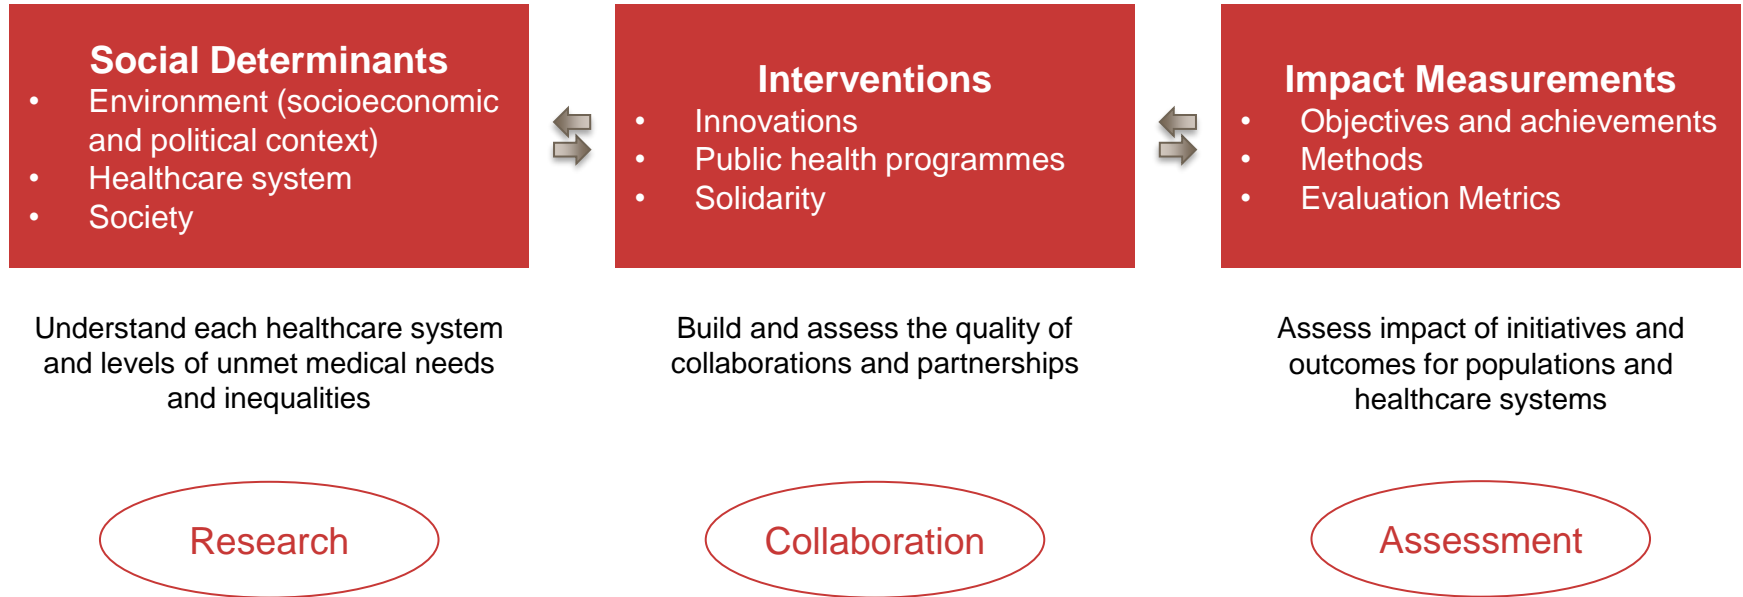 Social Determinants
• Environment (socioeconomic
and political context)
• Healthcare system
• Society
Understand each healthcare system
and levels of unmet medical needs
and inequalities
Research
Interventions
• Innovations
• Public health programmes
• Solidarity
Build and assess the quality of
collaborations and partnerships
Collaboration
Impact Measurements
• Objectives and achievements
• Methods
• Evaluation Metrics
Assess impact of initiatives and
outcomes for populations and
healthcare systems
Assessment